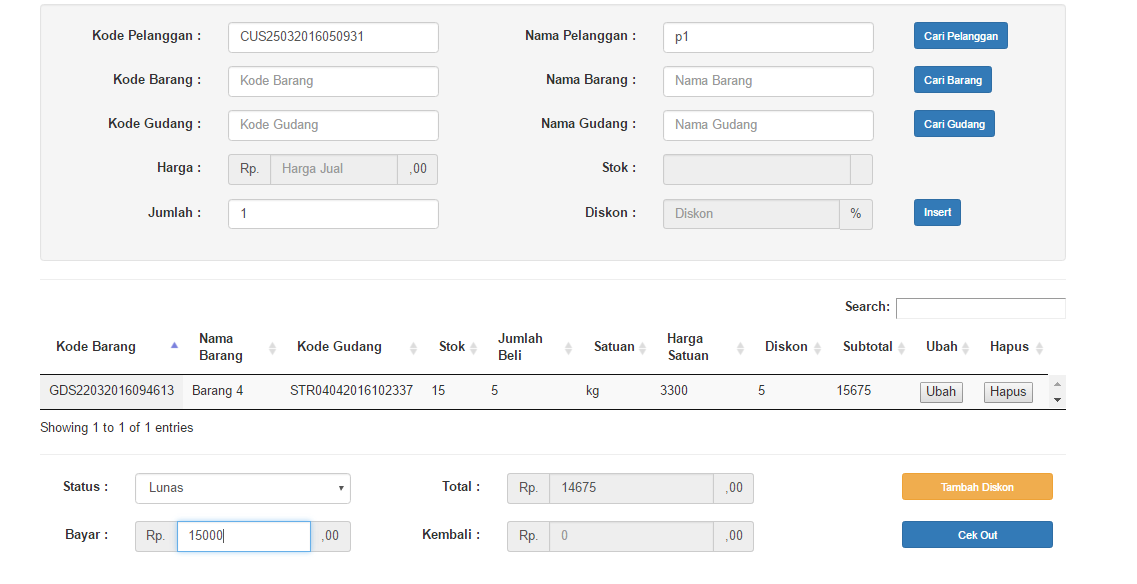 Kode Pelanggan : CUS25032016050931 Nama Pelanggan : p1 Cari Pelanggan
Kode Barang : Kode Barang Nama Barang : Nama Barang Cari Barang
Kode Gudang : Kode Gudang Nama Gudang : Nama Gudang Cari Gudang
Harga : Rp. Harga Jual ,00 Stok :
Jumlah : 1 Diskon : Diskon % Insert
Search:
Kode Barang Nama Barang Kode Gudang Stok Jumlah Beli Satuan Harga Satuan Diskon Subtotal Ubah Hapus
GDS22032016094613 Barang 4 STR04042016102337 15 5 kg 3300 5 15675 Ubah Hapus
Showing 1 to 1 of 1 entries
Status : Lunas Total : Rp. 14675 ,00 Tambah Diskon
Bayar : Rp. 15000 ,00 Kembali : Rp. 0 ,00 Cek Out